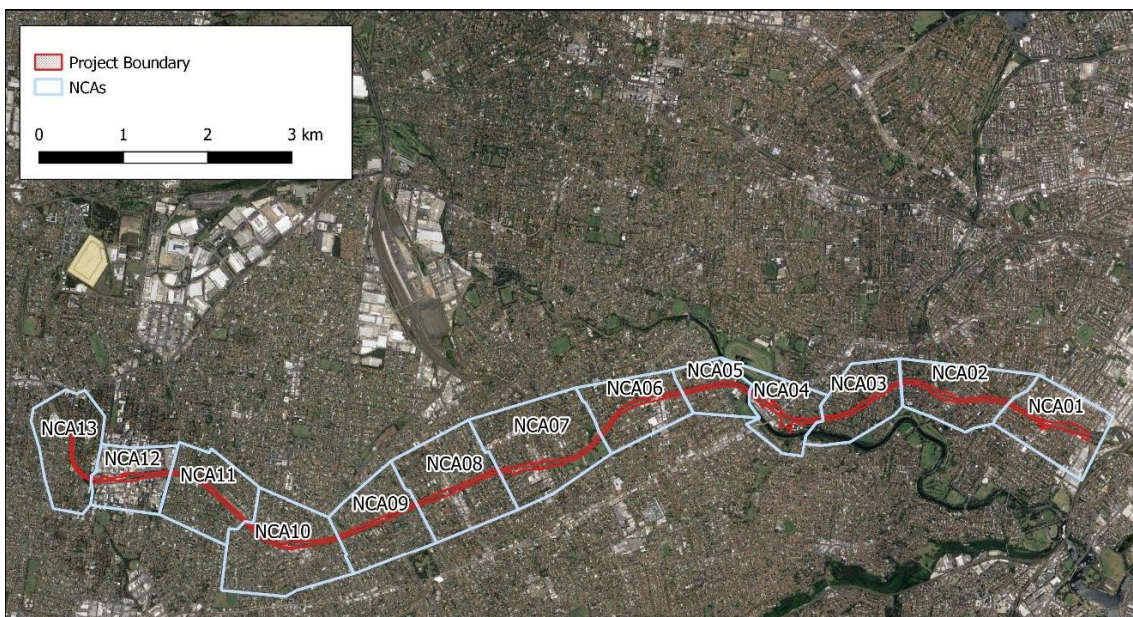 Project Boundary
NCAs
0 1 2 3 km
NCA05
NCA06
NCA04
NCA03
NCA02
NCA01
NCA07
NCA13
NCA12
NCA11
NCA08
NCA09
NCA10